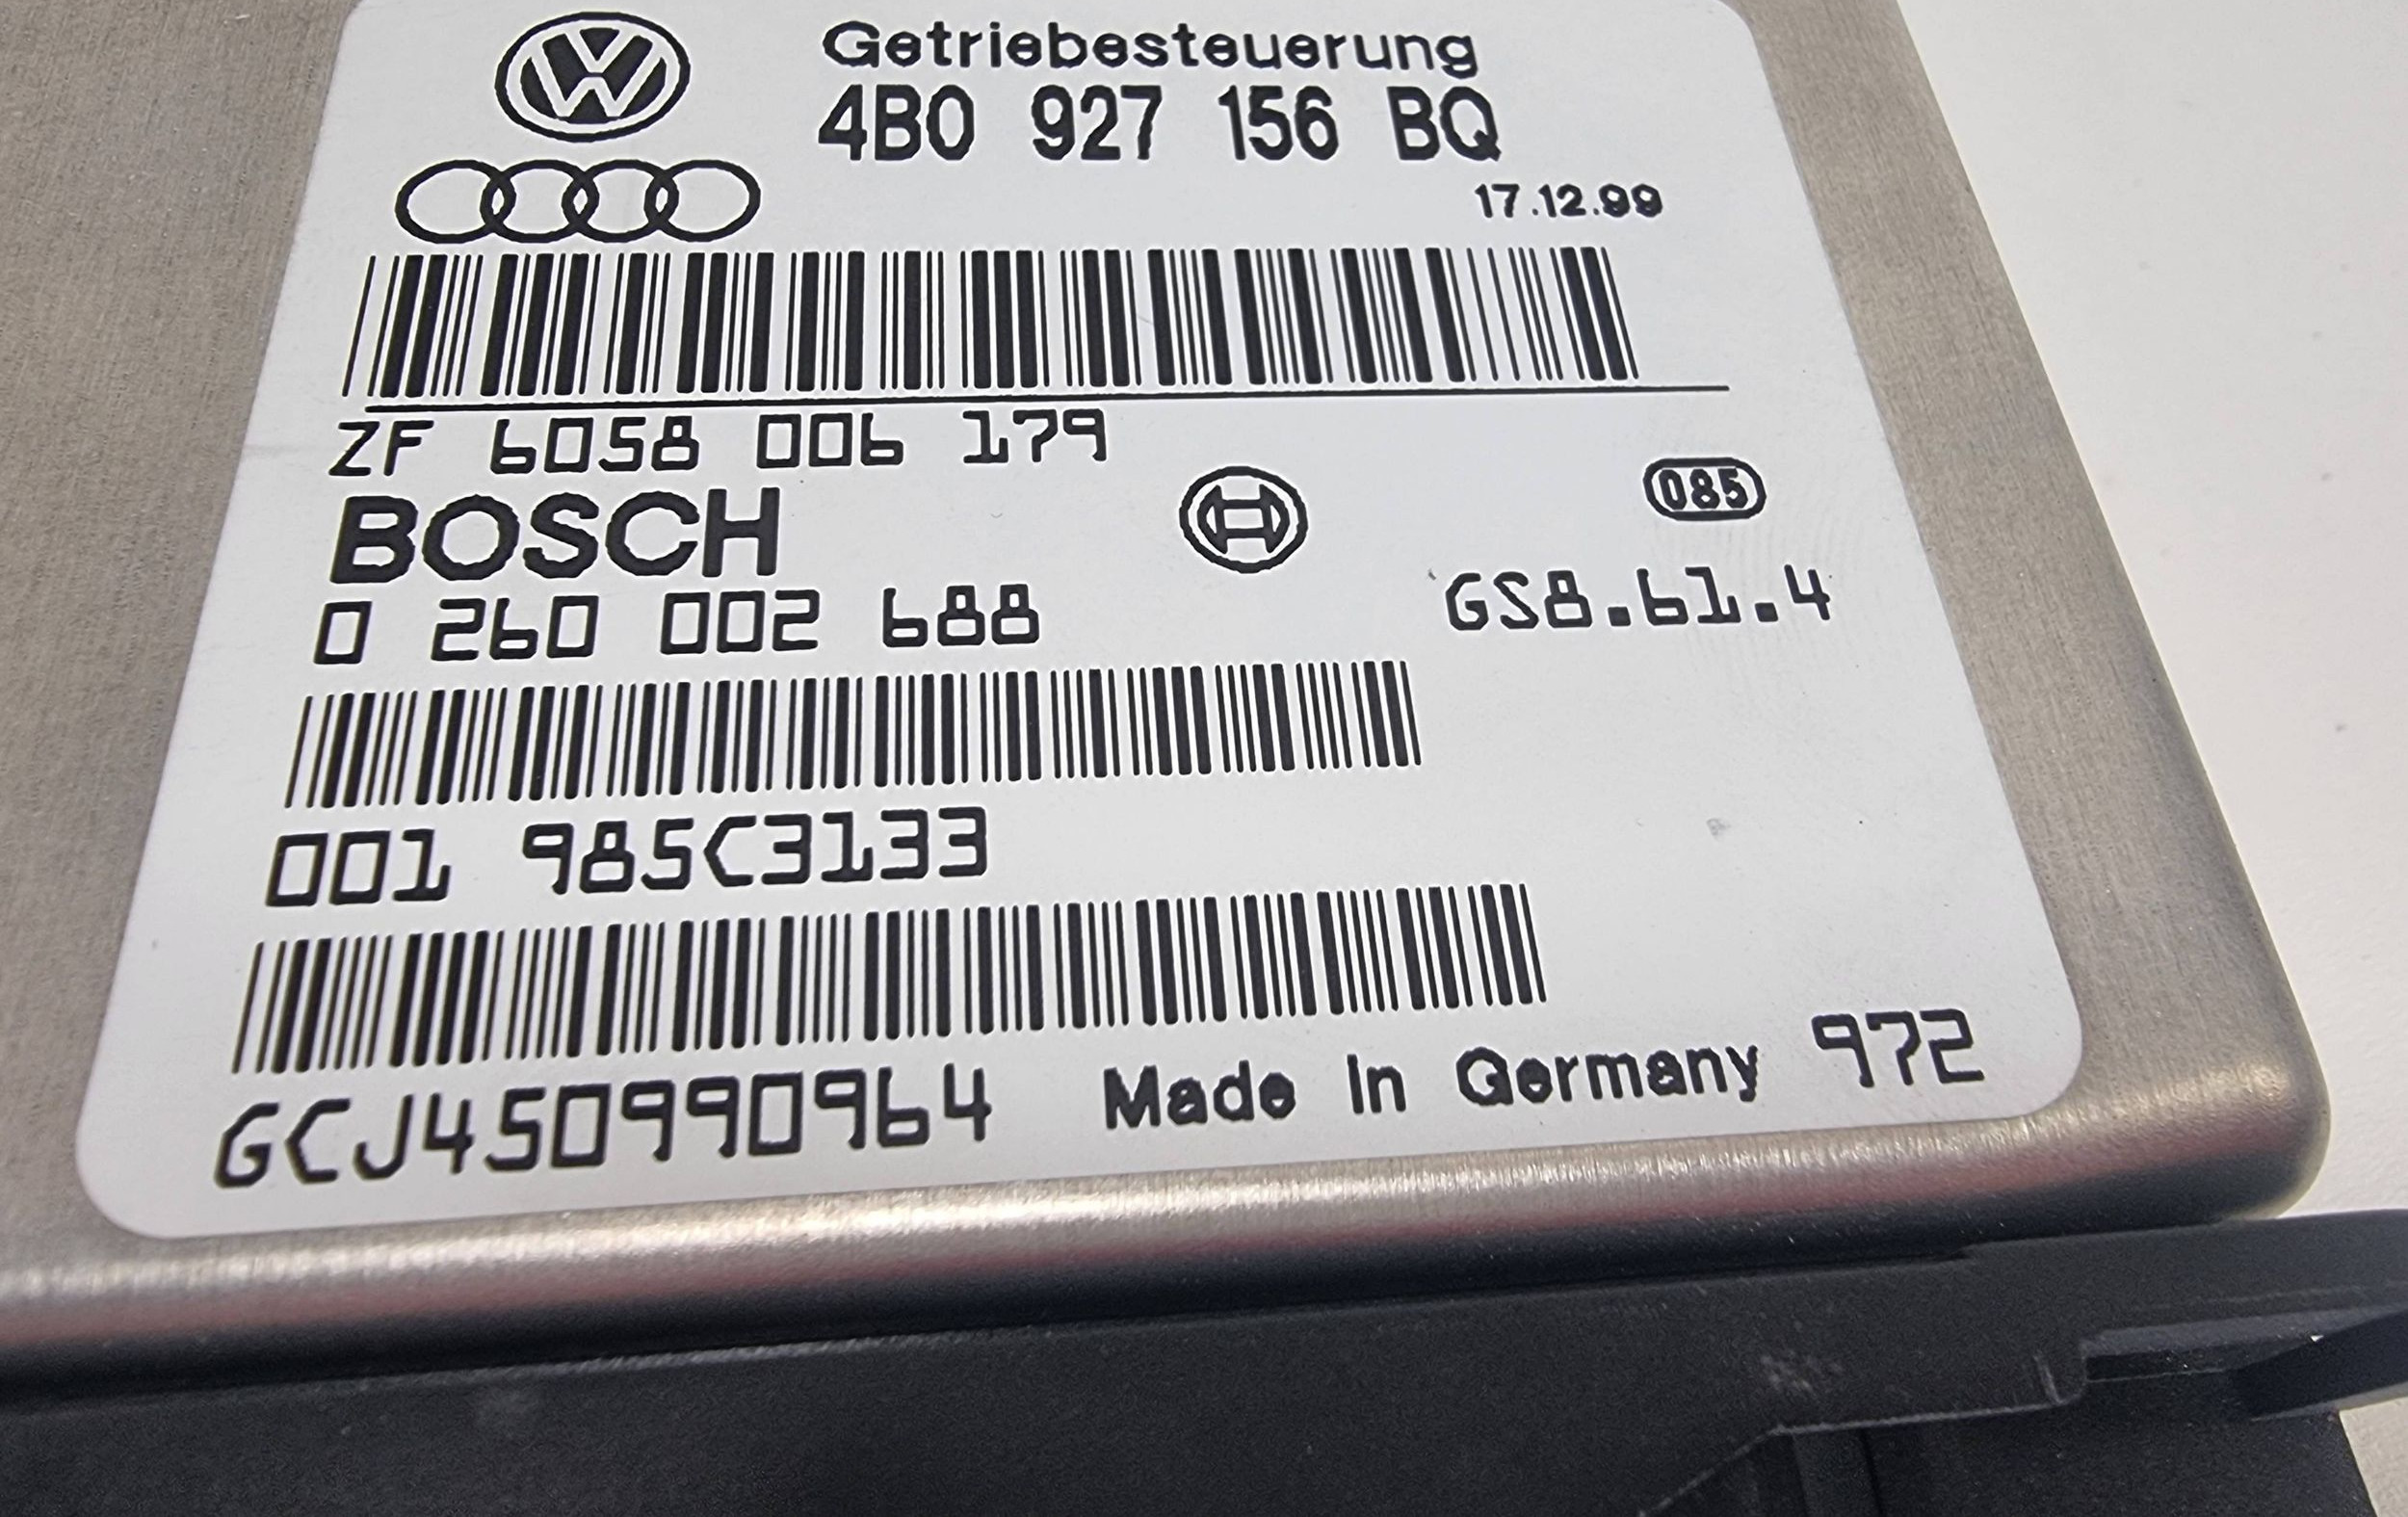 Getriebesteuerung
4B0 927 156 BQ
17.12.99
ZF 6058 006 179
BOSCH
085
0 260 002 688
GS8.61.4
001 985C3133
GCJ450990964
Made In Germany 972